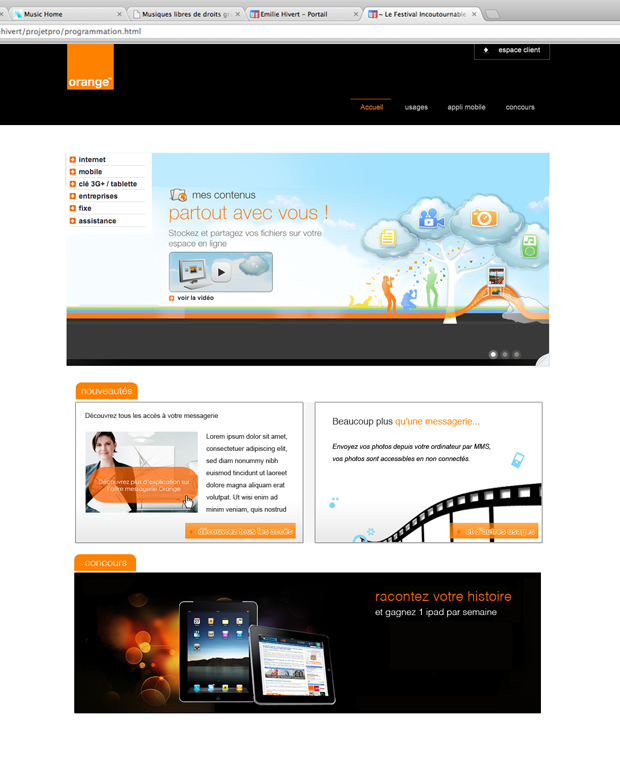 Music Home
Musiques libres de droits gr
Emilie Hivert – Portail
~ Le Festival Incoutournable
hivert/projetpro/programmation.html
espace client
orange™
Accueil usages appli mobile concours
internet
mobile
clé 3G+ / tablette
entreprises
fixe
assistance
mes contenus
partout avec vous !
Stockez et partagez vos fichiers sur votre
espace en ligne
voir la vidéo
nouveautés
Découvrez tous les accès à votre messagerie
Lorem ipsum dolor sit amet,
consectetuer adipiscing elit,
sed diam nonummy nibh
euismod tincidunt ut laoreet
dolore magna aliquam erat
volutpat. Ut wisi enim ad
minim veniam, quis nostrud
Découvrez plus d'explication sur
l'offre messagerie Orange
découvrez tous les accès
Beaucoup plus qu'une messagerie...
Envoyez vos photos depuis votre ordinateur par MMS,
vos photos sont accessibles en non connectés.
et d'autres usages
concours
racontez votre histoire
et gagnez 1 ipad par semaine